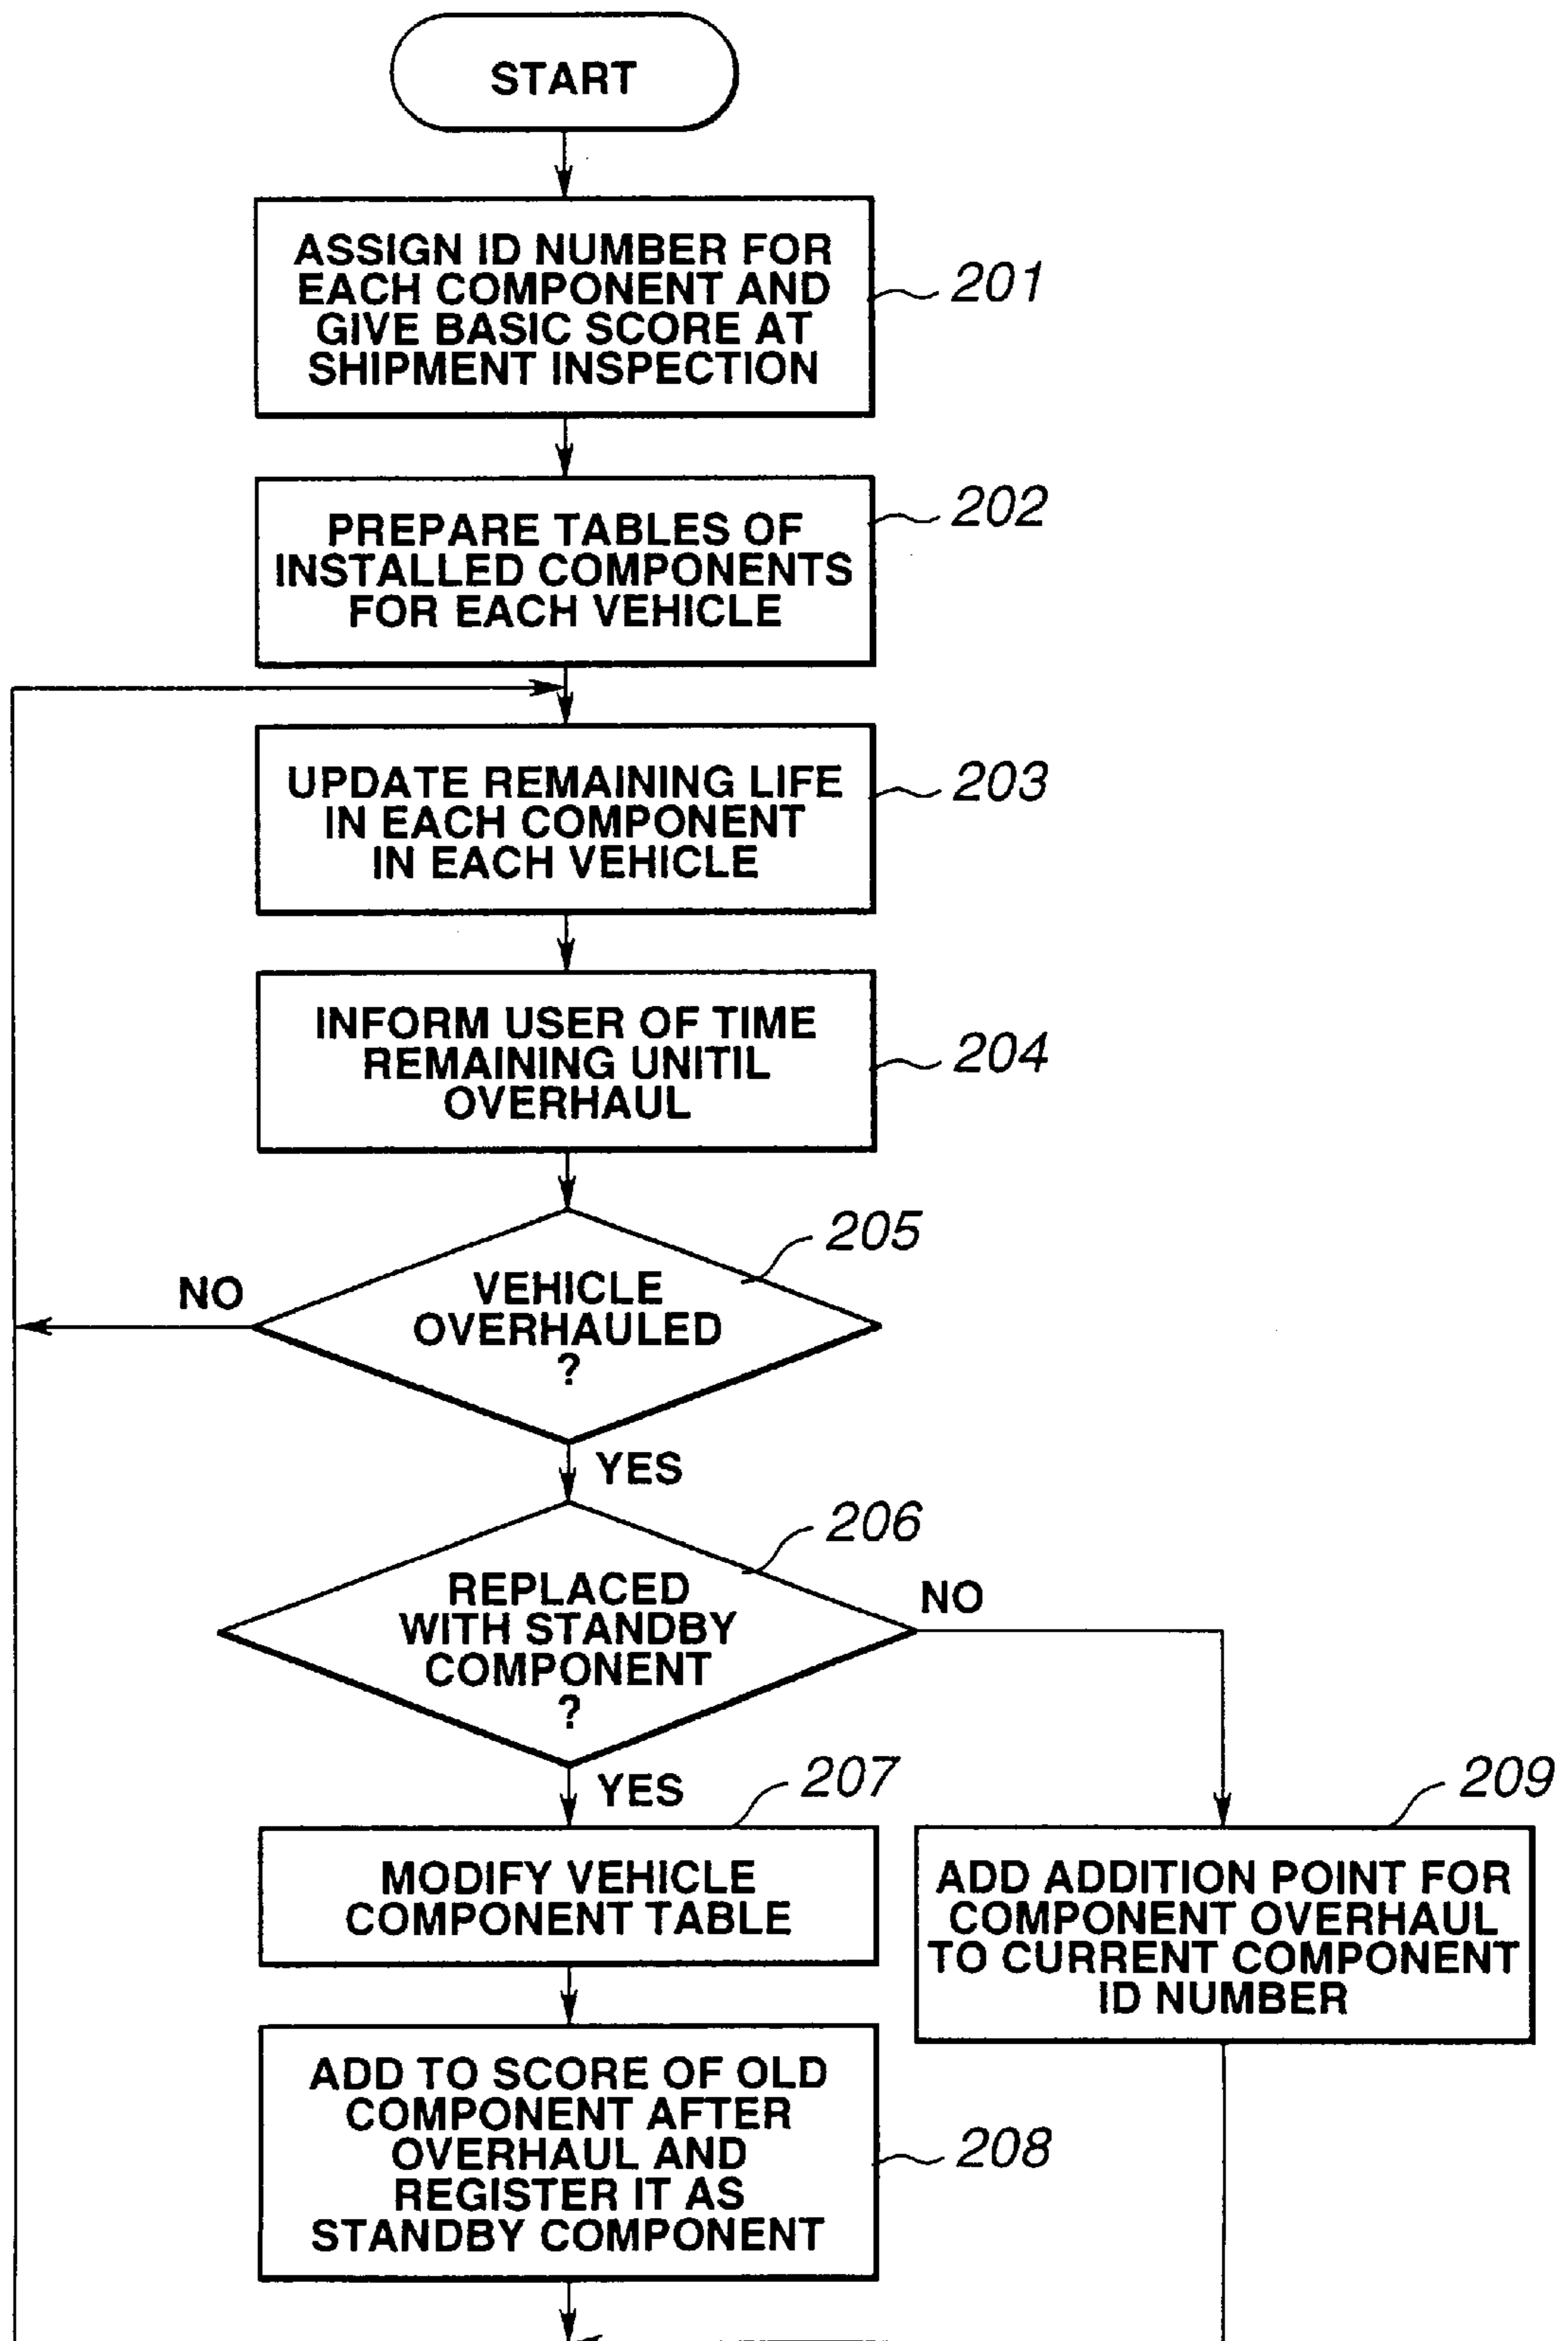 START
ASSIGN ID NUMBER FOR
EACH COMPONENT AND
GIVE BASIC SCORE AT
SHIPMENT INSPECTION
201
PREPARE TABLES OF
INSTALLED COMPONENTS
FOR EACH VEHICLE
202
UPDATE REMAINING LIFE
IN EACH COMPONENT
IN EACH VEHICLE
203
INFORM USER OF TIME
REMAINING UNITIL
OVERHAUL
204
205
NO
VEHICLE
OVERHAULED
?
YES
206
REPLACED
WITH STANDBY
COMPONENT
?
NO
YES
207
MODIFY VEHICLE
COMPONENT TABLE
209
ADD ADDITION POINT FOR
COMPONENT OVERHAUL
TO CURRENT COMPONENT
ID NUMBER
ADD TO SCORE OF OLD
COMPONENT AFTER
OVERHAUL AND
REGISTER IT AS
STANDBY COMPONENT
208